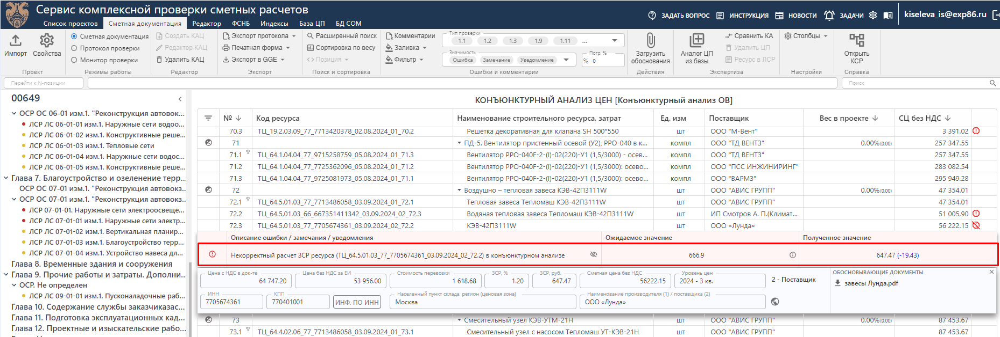 Сервис комплексной проверки сметных расчетов
Список проектов Сметная документация Редактор ФСНБ Индексы База ЦП БД СОМ
ЗАДАТЬ ВОПРОС ИНСТРУКЦИЯ НОВОСТИ ЗАДАЧИ kiseleva_is@exp86.ru
Импорт Свойства
Проект
Сметная документация
Протокол проверки
Монитор проверки
Режимы работы
Создать КАЦ
Редактор КАЦ
Удалить КАЦ
Редактор
Экспорт протокола
Печатная форма
Экспорт в GGE
Экспорт
Расширенный поиск
Сортировка по весу
Позиция
Поиск и сортировка
Комментарии
Заливка
Фильтр
Тип проверки
1.1 1.2 1.3 1.9 1.11 ...
Значимость
Ошибка Замечание Уведомление
Погр. %
% 0
Ошибки и комментарии
Загрузить обоснования
Действия
Аналог ЦП из базы
Сравнить КА
Удалить ЦП
Ресурс в ЛСР
Экспертиза
Столбцы
Настройки
Открыть КСР
Справка
Перейти к N-позиции
Поиск
00649
ОСР ОС 06-01 изм.1. "Реконструкция автовок...
ЛСР ЛС 06-01-01 изм.1. Наружные сети водоо...
ЛСР ЛС 06-01-02 изм.1. Конструктивные реше...
ЛСР ЛС 06-01-03 изм.1. Тепловые сети
ЛСР ЛС 06-01-04 изм.1. Наружные сети водос...
ЛСР ЛС 06-01-05 изм.1. Конструктивные реше...
Глава 7. Благоустройство и озеленение терр...
ОСР ОС 07-01 изм.1. "Реконструкция автовокз...
ОСР ОС 07-01 изм.1. "Реконструкция автовокз...
ЛСР 07-01-01. Наружные сети электроосвеще...
ЛСР ЛС 07-01-01 изм.1. Наружные сети электр...
ЛСР ЛС 07-01-02 изм.1. Вертикальная планир...
ЛСР ЛС 07-01-03 изм.1. Благоустройство терр...
ЛСР ЛС 07-01-04 изм.1. Устройство навеса дл...
Глава 8. Временные здания и сооружения
Глава 9. Прочие работы и затраты. Дополни...
ОСР. Не определен
ЛСР ЛС 09-01-01 изм.1. Пусконаладочные раб...
Глава 10. Содержание службы заказчиказас...
Глава 11. Подготовка эксплуатационных кад...
Глава 12. Проектные и изыскательские рабо...
КОНЪЮНКТУРНЫЙ АНАЛИЗ ЦЕН [Конъюнктурный анализ ОВ]
№ Код ресурса Наименование строительного ресурса, затрат Ед. изм Поставщик Вес в проекте СЦ без НДС
70.3 ТЦ_19.2.03.09_77_7713420378_02.08.2024_01_70.2 Решетка декоративная для клапана SH 500*550 шт ООО "М-Вент" 3 391.02
71 ПД-5. Вентилятор пристенный осевой (У2), РРО-040 в к... компл ООО "ТД ВЕНТЗ" 0.00%(0.00) 257 347.55
71.1 ТЦ_64.1.04.04_77_9715258759_05.08.2024_01_71.3 Вентилятор РРО-040F-2-(I)-02(220)-У1 (1,5/3000) - осев... компл ООО "ТД ВЕНТЗ" 257 347.55
71.2 ТЦ_64.1.04.04_77_7725362096_05.08.2024_01_71.2 Вентилятор РРО-040F-2-(I)-02(220)-У1 (1,5/3000): осево... компл ООО "ПСС ИНЖИНИРИНГ" 283 082.54
71.3 ТЦ_64.1.04.04_77_9725081973_05.08.2024_01_71.1 Вентилятор РРО-040F-2-(I)-02(220)-У1 (1,5/3000): осево... компл ООО "ВАРМЗ" 295 949.28
72 Воздушно – тепловая завеса КЭВ-42П3111W шт ООО "АВИС ГРУПП" 0.00%(0.00) 47 354.01
72.1 ТЦ_64.5.01.03_77_7713486058_03.09.2024_01_72.1 Тепловая завеса Тепломаш КЭВ-42П3111W шт ООО "АВИС ГРУПП" 47 354.01
72.2 ТЦ_64.5.01.03_66_667351411342_03.09.2024_02_72.3 Водяная тепловая завеса Тепломаш КЭВ-42П3111W шт ИП Смотров А. П.(Климат... 51 005.90
72.3 ТЦ_64.5.01.03_77_7705674361_03.09.2024_02_72.2 КЭВ-42П3111W шт ООО «Лунда» 56 222.15
Описание ошибки / замечания / уведомления Ожидаемое значение Полученное значение
Некорректный расчет ЗСР ресурса (ТЦ_64.5.01.03_77_7705674361_03.09.2024_02_72.2) в конъюнктурном анализе 666.9 647.47 (-19.43)
Цена с НДС в док-те 64 747.20
Цена без НДС за ЕИ 53 956.00
Стоимость перевозки 1 618.68
ЗСР, % 1.20
ЗСР, руб. 647.47
Сметная цена без НДС 56222.15
Уровень цен 2024 - 3 кв.
2 - Поставщик
ОБОСНОВЫВАЮЩИЕ ДОКУМЕНТЫ
завесы Лунда.pdf
ИНН 7705674361
КПП 770401001
ИНФ. ПО ИНН
Населенный пункт склада, регион (ценовая зона) Москва
Наименование производителя (1) / поставщика (2) ООО «Лунда»
73 Смесительный узел КЭВ-УТМ-21Н шт ООО "АВИС ГРУПП" 0.00%(0.00) 87 453.67
73.1 ТЦ_64.4.02.06_77_7713486058_03.09.2024_01_73.1 Смесительный узел с насосом Тепломаш УТ-КЭВ-21Н шт ООО "АВИС ГРУПП" 87 453.67